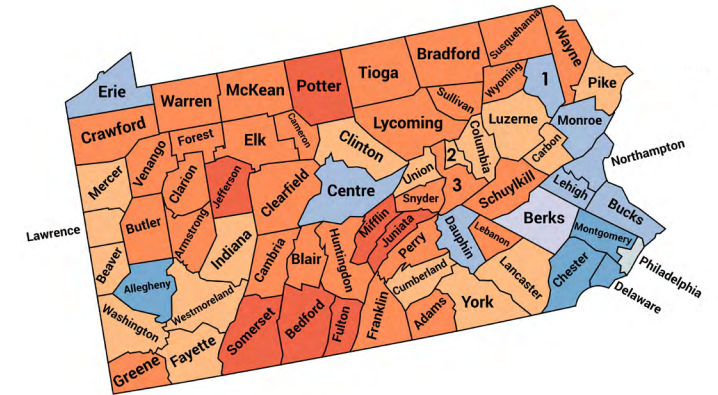 Erie
Crawford
Warren
McKean
Potter
Tioga
Bradford
Susquehanna
Wayne
Wyoming
1
Pike
Mercer
Venango
Forest
Elk
Cameron
Clinton
Lycoming
Sullivan
Columbia
Luzerne
Monroe
Carbon
Northampton
Lawrence
Butler
Clarion
Jefferson
Clearfield
Centre
Union
2
3
Snyder
Schuylkill
Lehigh
Bucks
Beaver
Allegheny
Armstrong
Indiana
Cambria
Blair
Huntingdon
Mifflin
Juniata
Perry
Dauphin
Lebanon
Berks
Montgomery
Philadelphia
Delaware
Chester
Lancaster
Cumberland
York
Adams
Franklin
Fulton
Bedford
Somerset
Westmoreland
Washington
Fayette
Greene